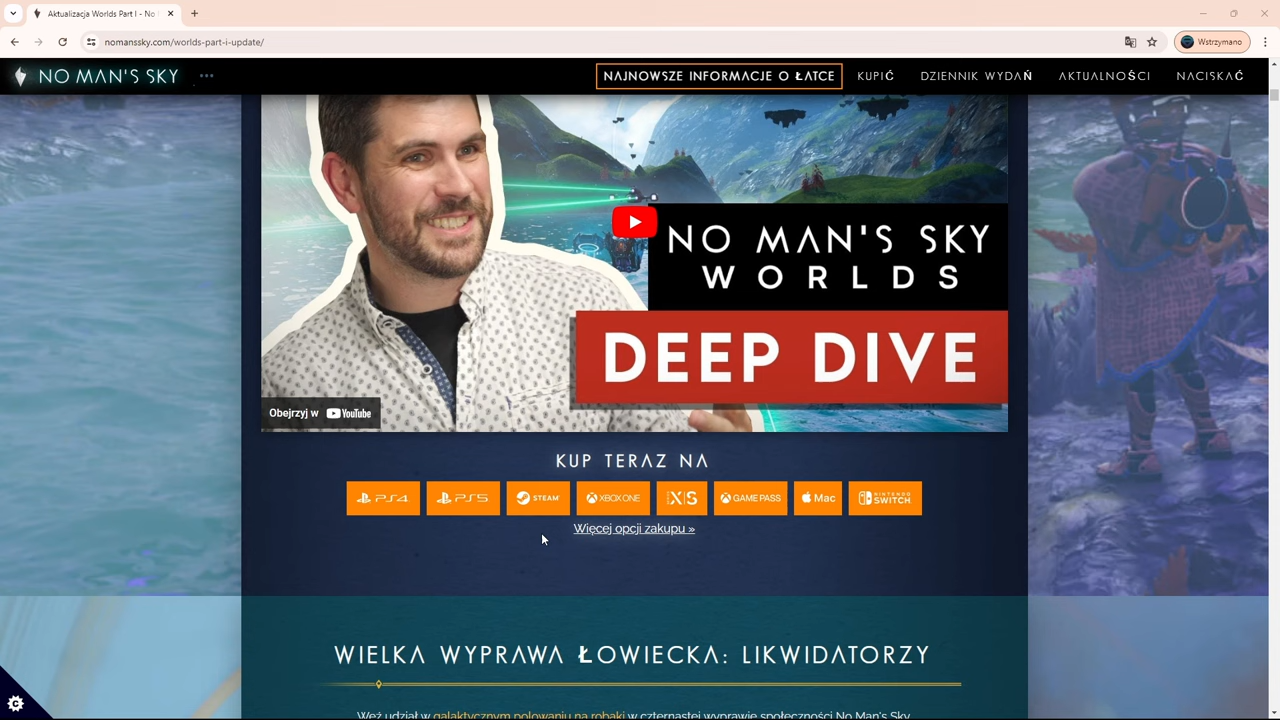 Aktualizacja Worlds Part I - No
nomanssky.com/worlds-part-i-update/
Wstrzymano
NO MAN'S SKY
NAJNOWSZE INFORMACJE O ŁATCE
KUPIĆ
DZIENNIK WYDAŃ
AKTUALNOŚCI
NACISKAĆ
NO MAN'S SKY
WORLDS
DEEP DIVE
Obejrzyj w YouTube
KUP TERAZ NA
PS4 PS5 STEAM XBOX ONE X|S GAME PASS Mac NINTENDO SWITCH
Więcej opcji zakupu »
WIELKA WYPRAWA ŁOWIECKA: LIKWIDATORZY
Weź udział w galaktycznym polowaniu na robaki w czternastej wyprawie społeczności No Man's Sky